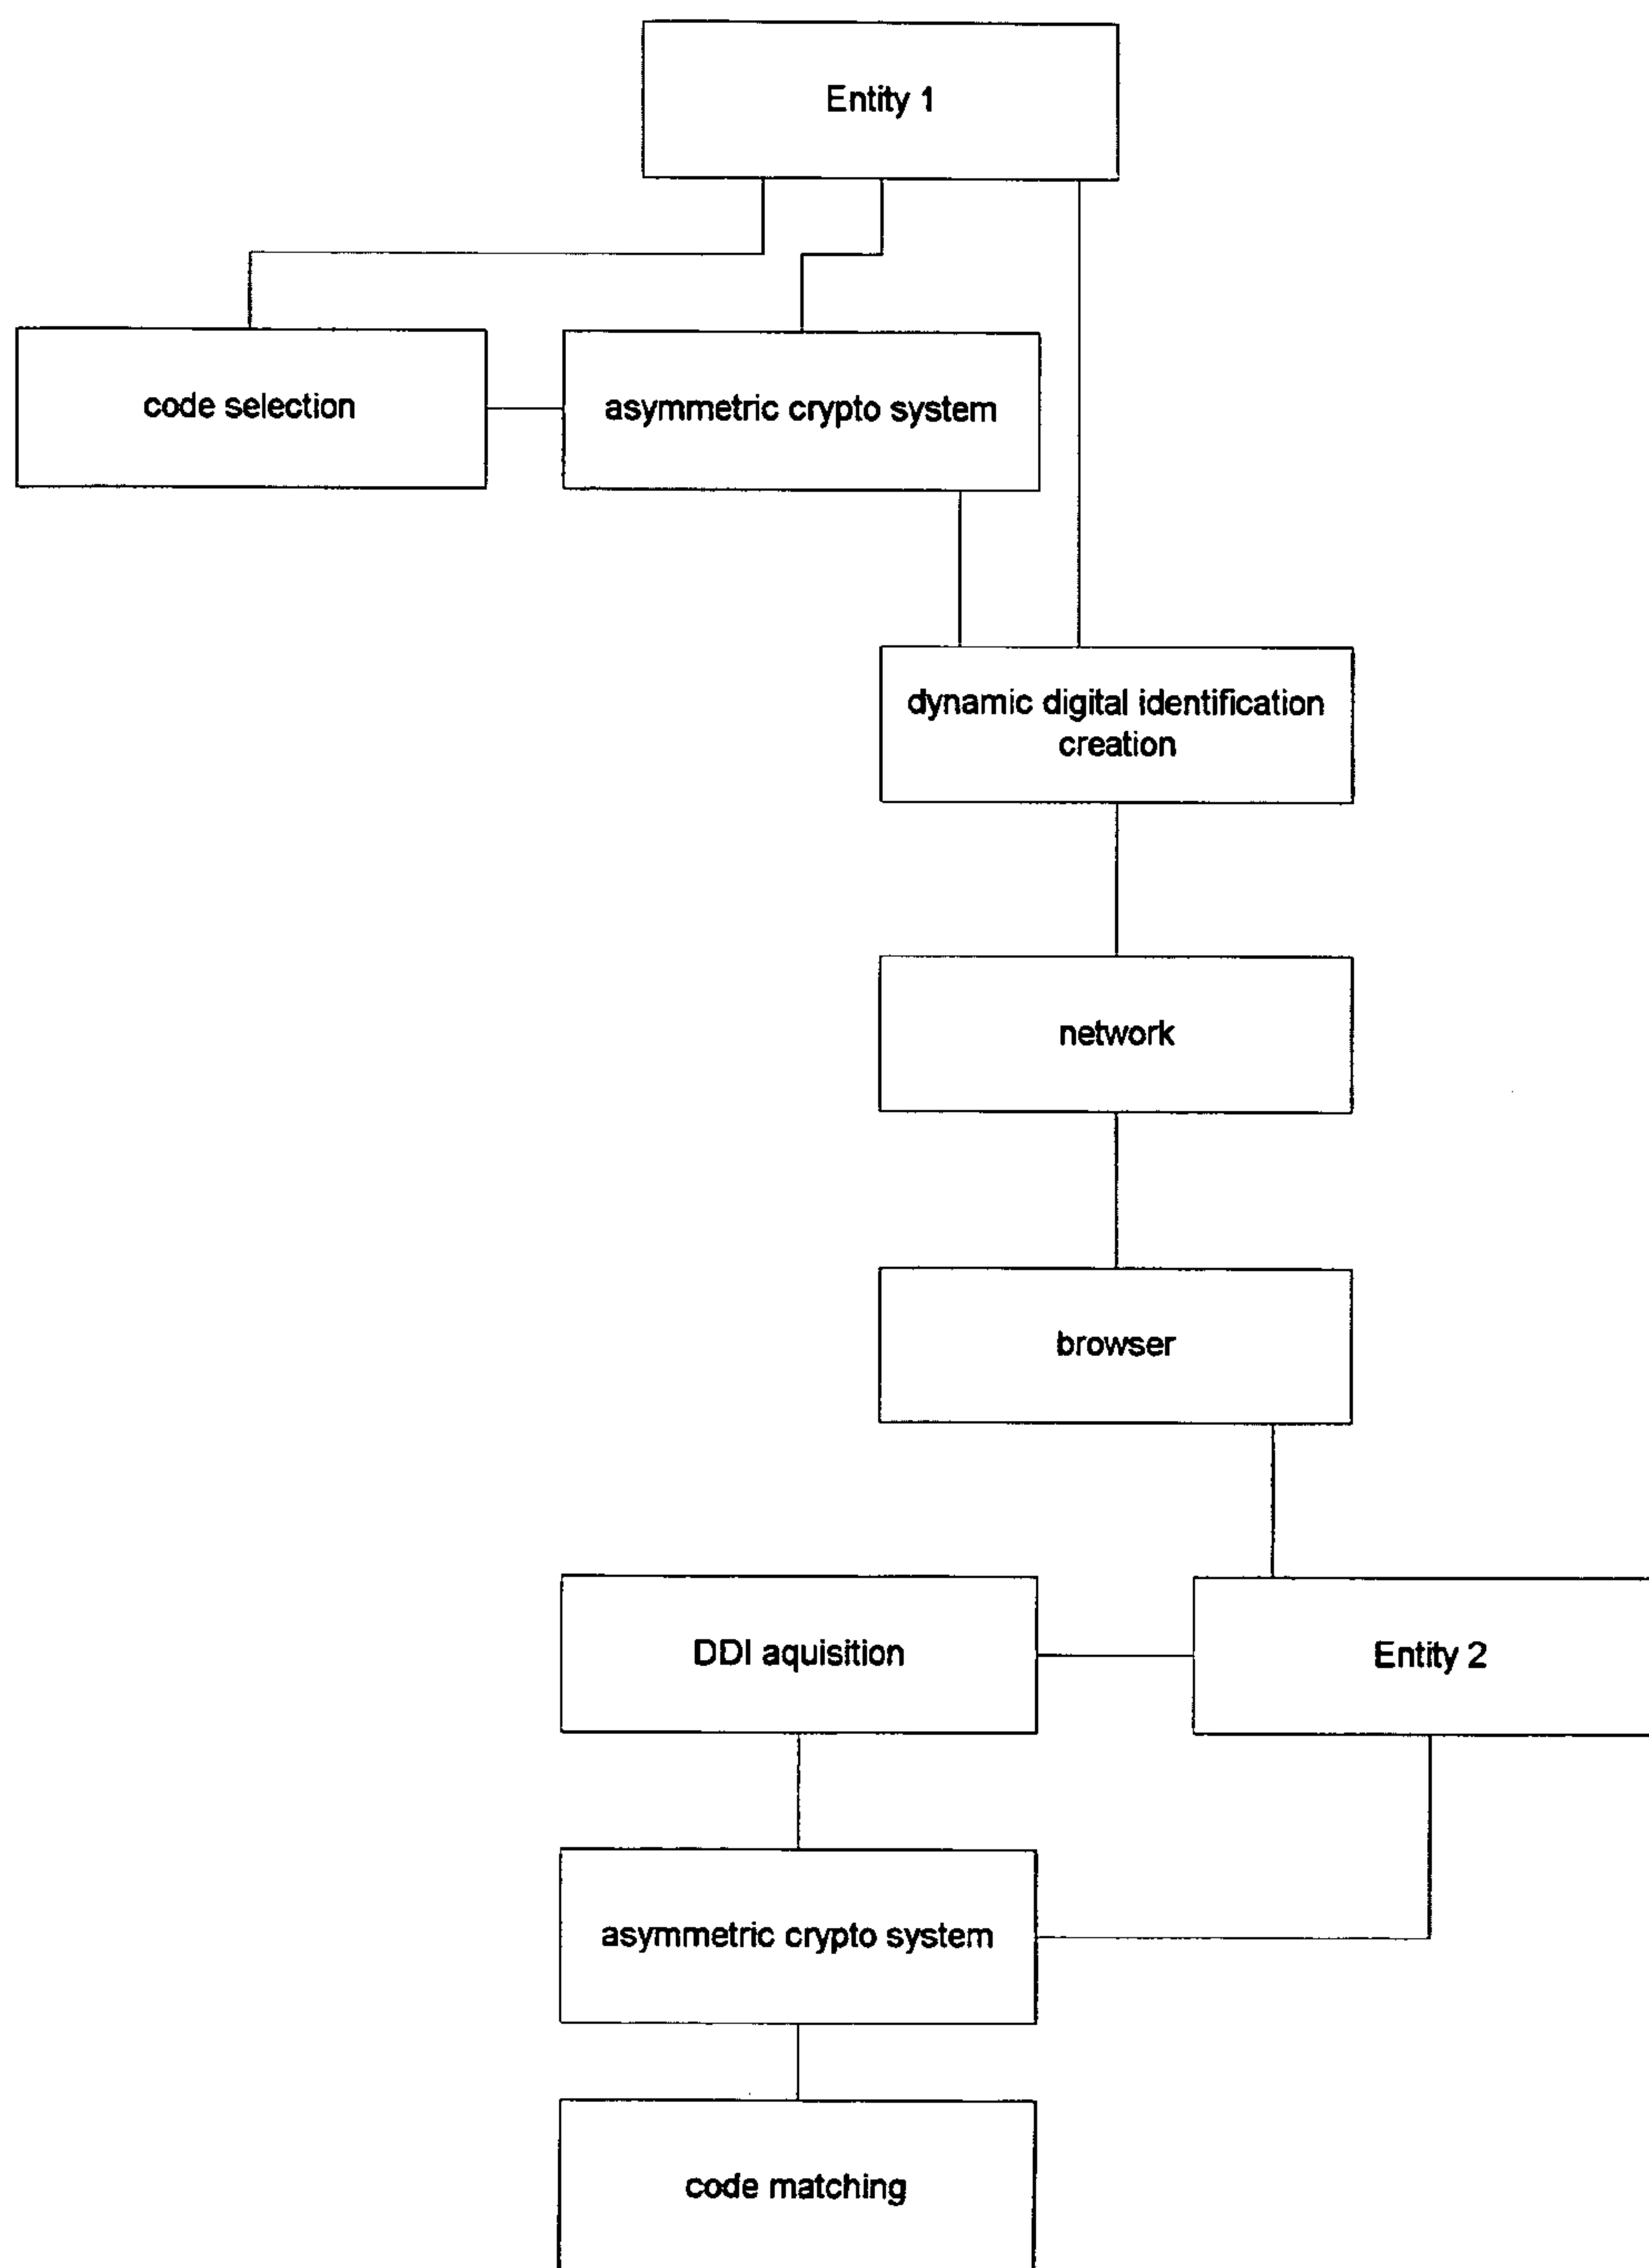 Entity 1
code selection
asymmetric crypto system
dynamic digital identification
creation
network
browser
DDI aquisition
Entity 2
asymmetric crypto system
code matching